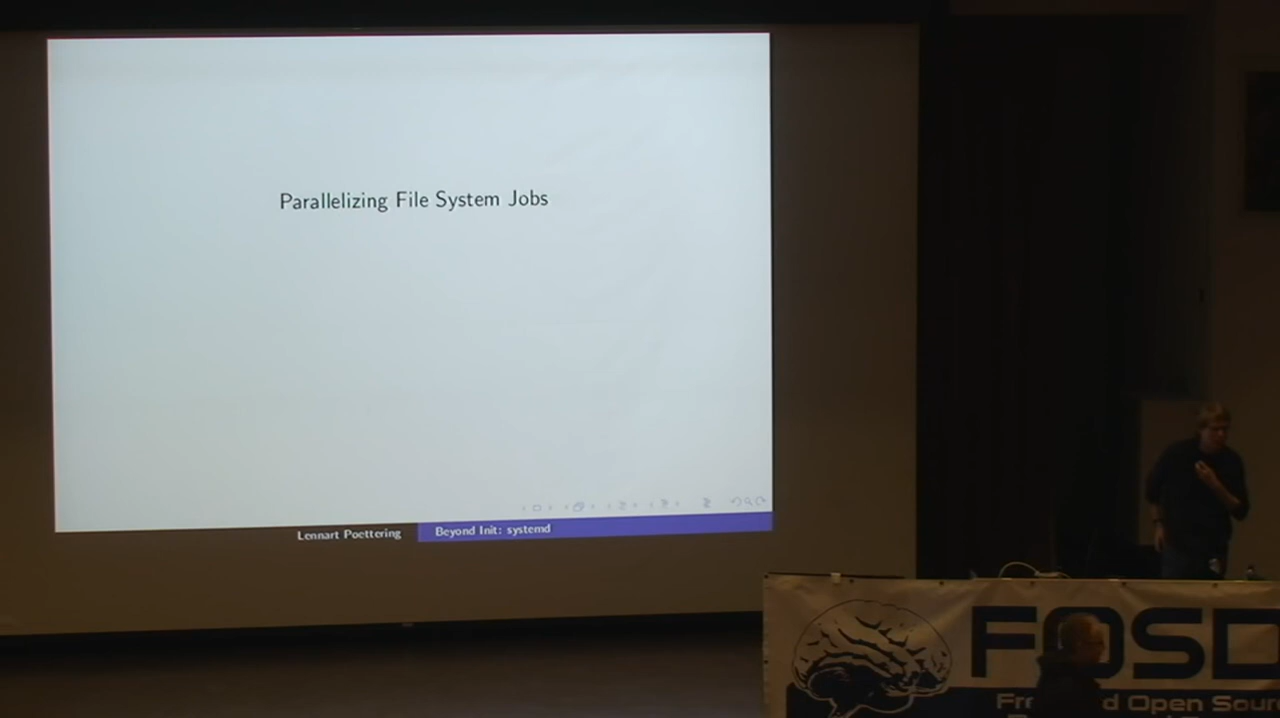 Parallelizing File System Jobs
Lennart Poettering
Beyond Init: systemd
FOSD
Fr d Open Sour